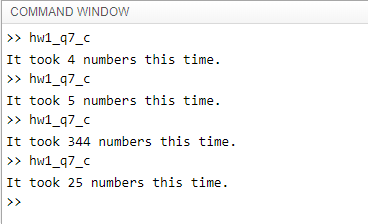 COMMAND WINDOW
>> hw1_q7_c
It took 4 numbers this time.
>> hw1_q7_c
It took 5 numbers this time.
>> hw1_q7_c
It took 344 numbers this time.
>> hw1_q7_c
It took 25 numbers this time.
>>